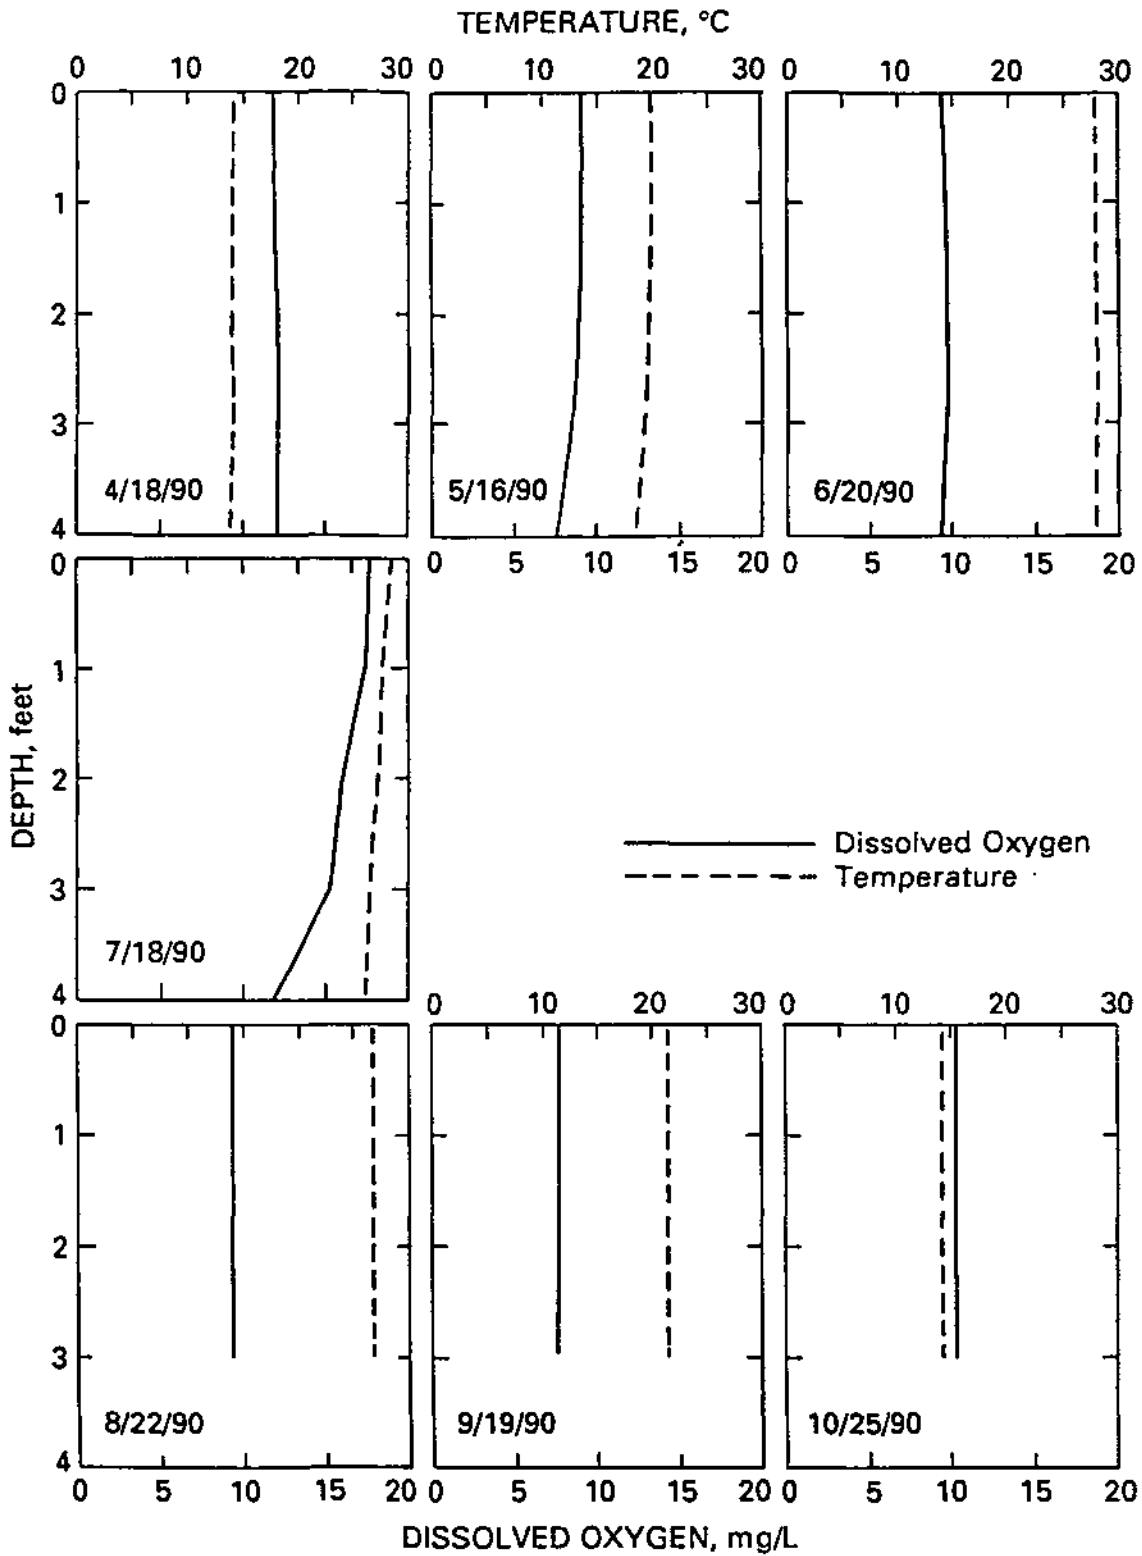 TEMPERATURE, °C
0 10 20 30 0 10 20 30 0 10 20 30
0
1
2
3
4
4/18/90 5/16/90 6/20/90
0 5 10 15 20 0 5 10 15 20
0
1
2
3
4
DEPTH, feet
7/18/90
Dissolved Oxygen
Temperature
0 10 20 30 0 10 20 30
0
1
2
3
4
8/22/90 9/19/90 10/25/90
0 5 10 15 20 0 5 10 15 20 0 5 10 15 20
DISSOLVED OXYGEN, mg/L